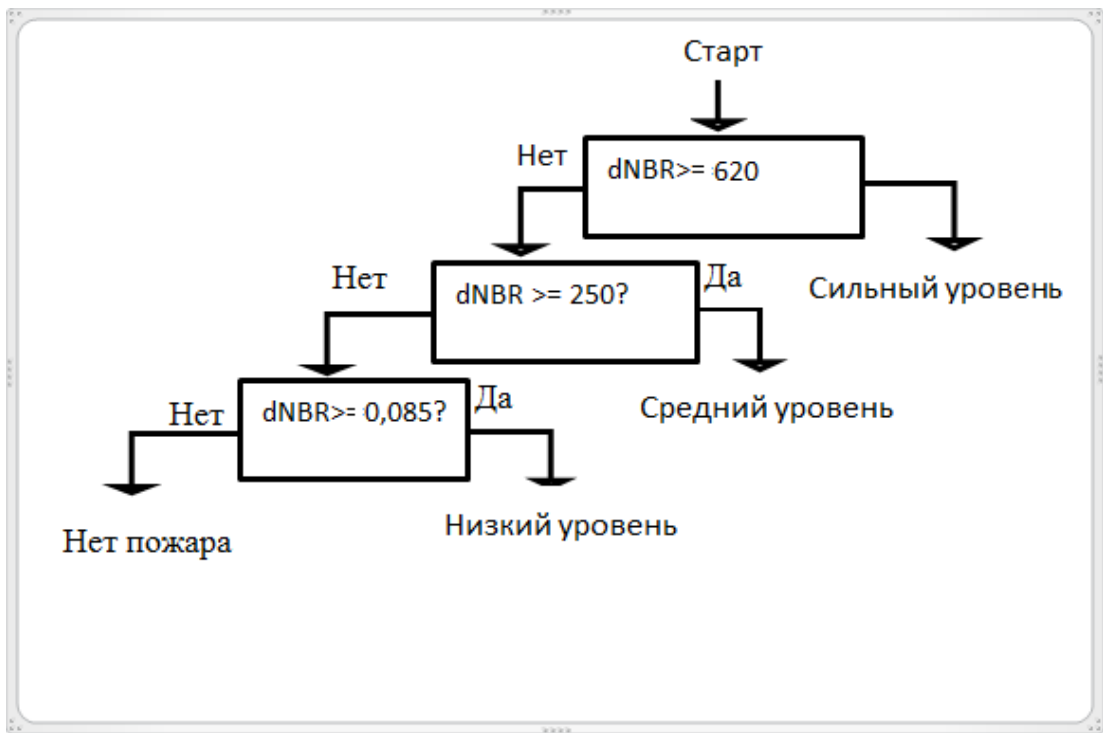 Старт
Нет
dNBR>= 620
Сильный уровень
Нет
dNBR >= 250?
Да
Средний уровень
Нет
dNBR>= 0,085?
Да
Низкий уровень
Нет пожара